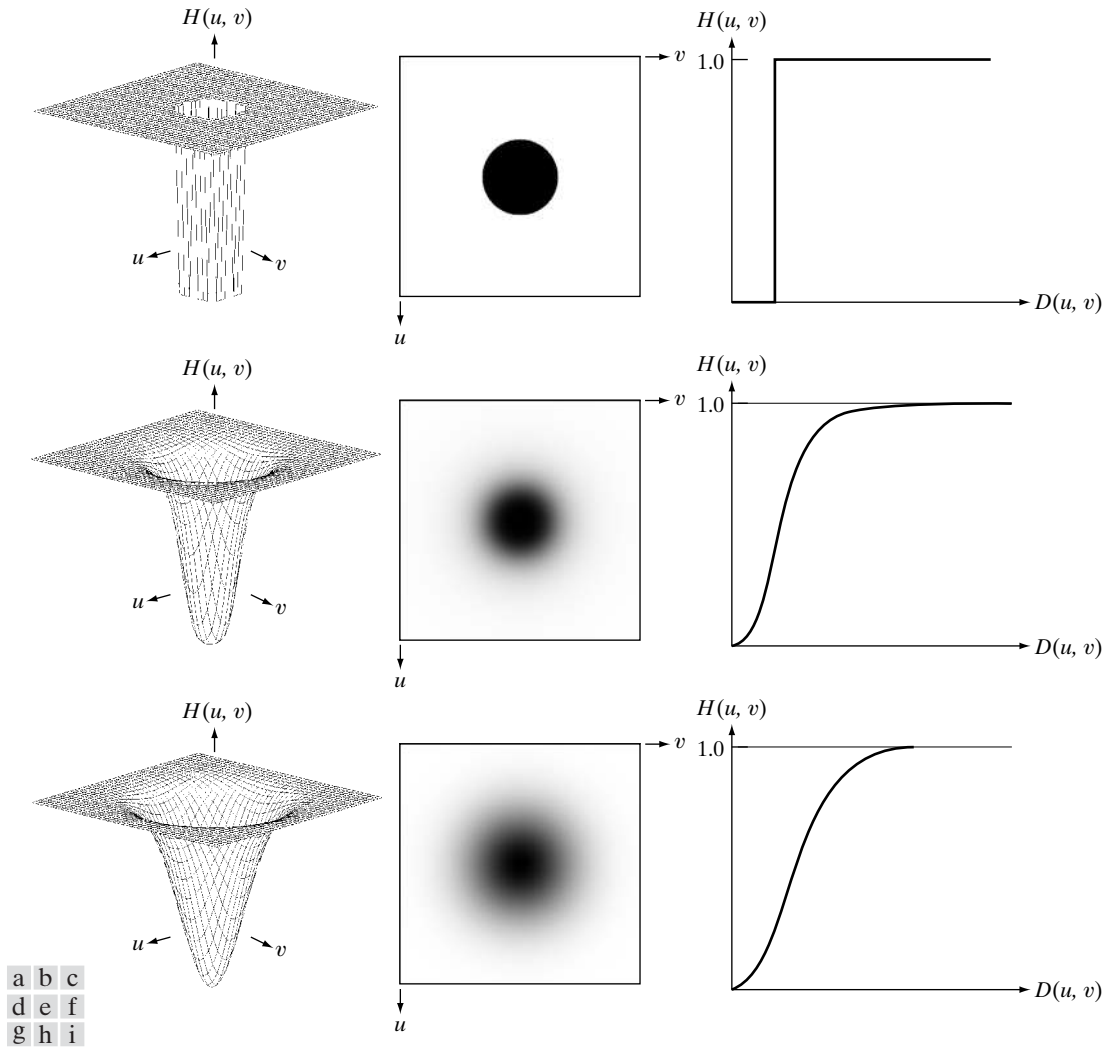 H(u, v)
v
u
u
v
H(u, v)
1.0
D(u, v)
H(u, v)
v
u
u
v
H(u, v)
1.0
D(u, v)
H(u, v)
v
u
u
v
H(u, v)
1.0
D(u, v)
a b c
d e f
g h i